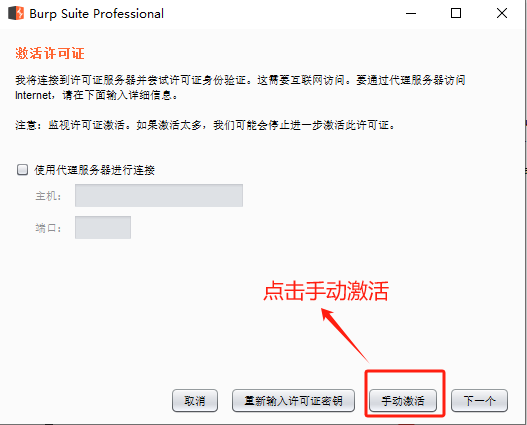 Burp Suite Professional
激活许可证
我将连接到许可证服务器并尝试许可证身份验证。这需要互联网访问。要通过代理服务器访问
Internet，请在下面输入详细信息。
注意：监视许可证激活。如果激活太多，我们可能会停止进一步激活此许可证。
使用代理服务器进行连接
主机：
端口：
点击手动激活
取消
重新输入许可证密钥
手动激活
下一个